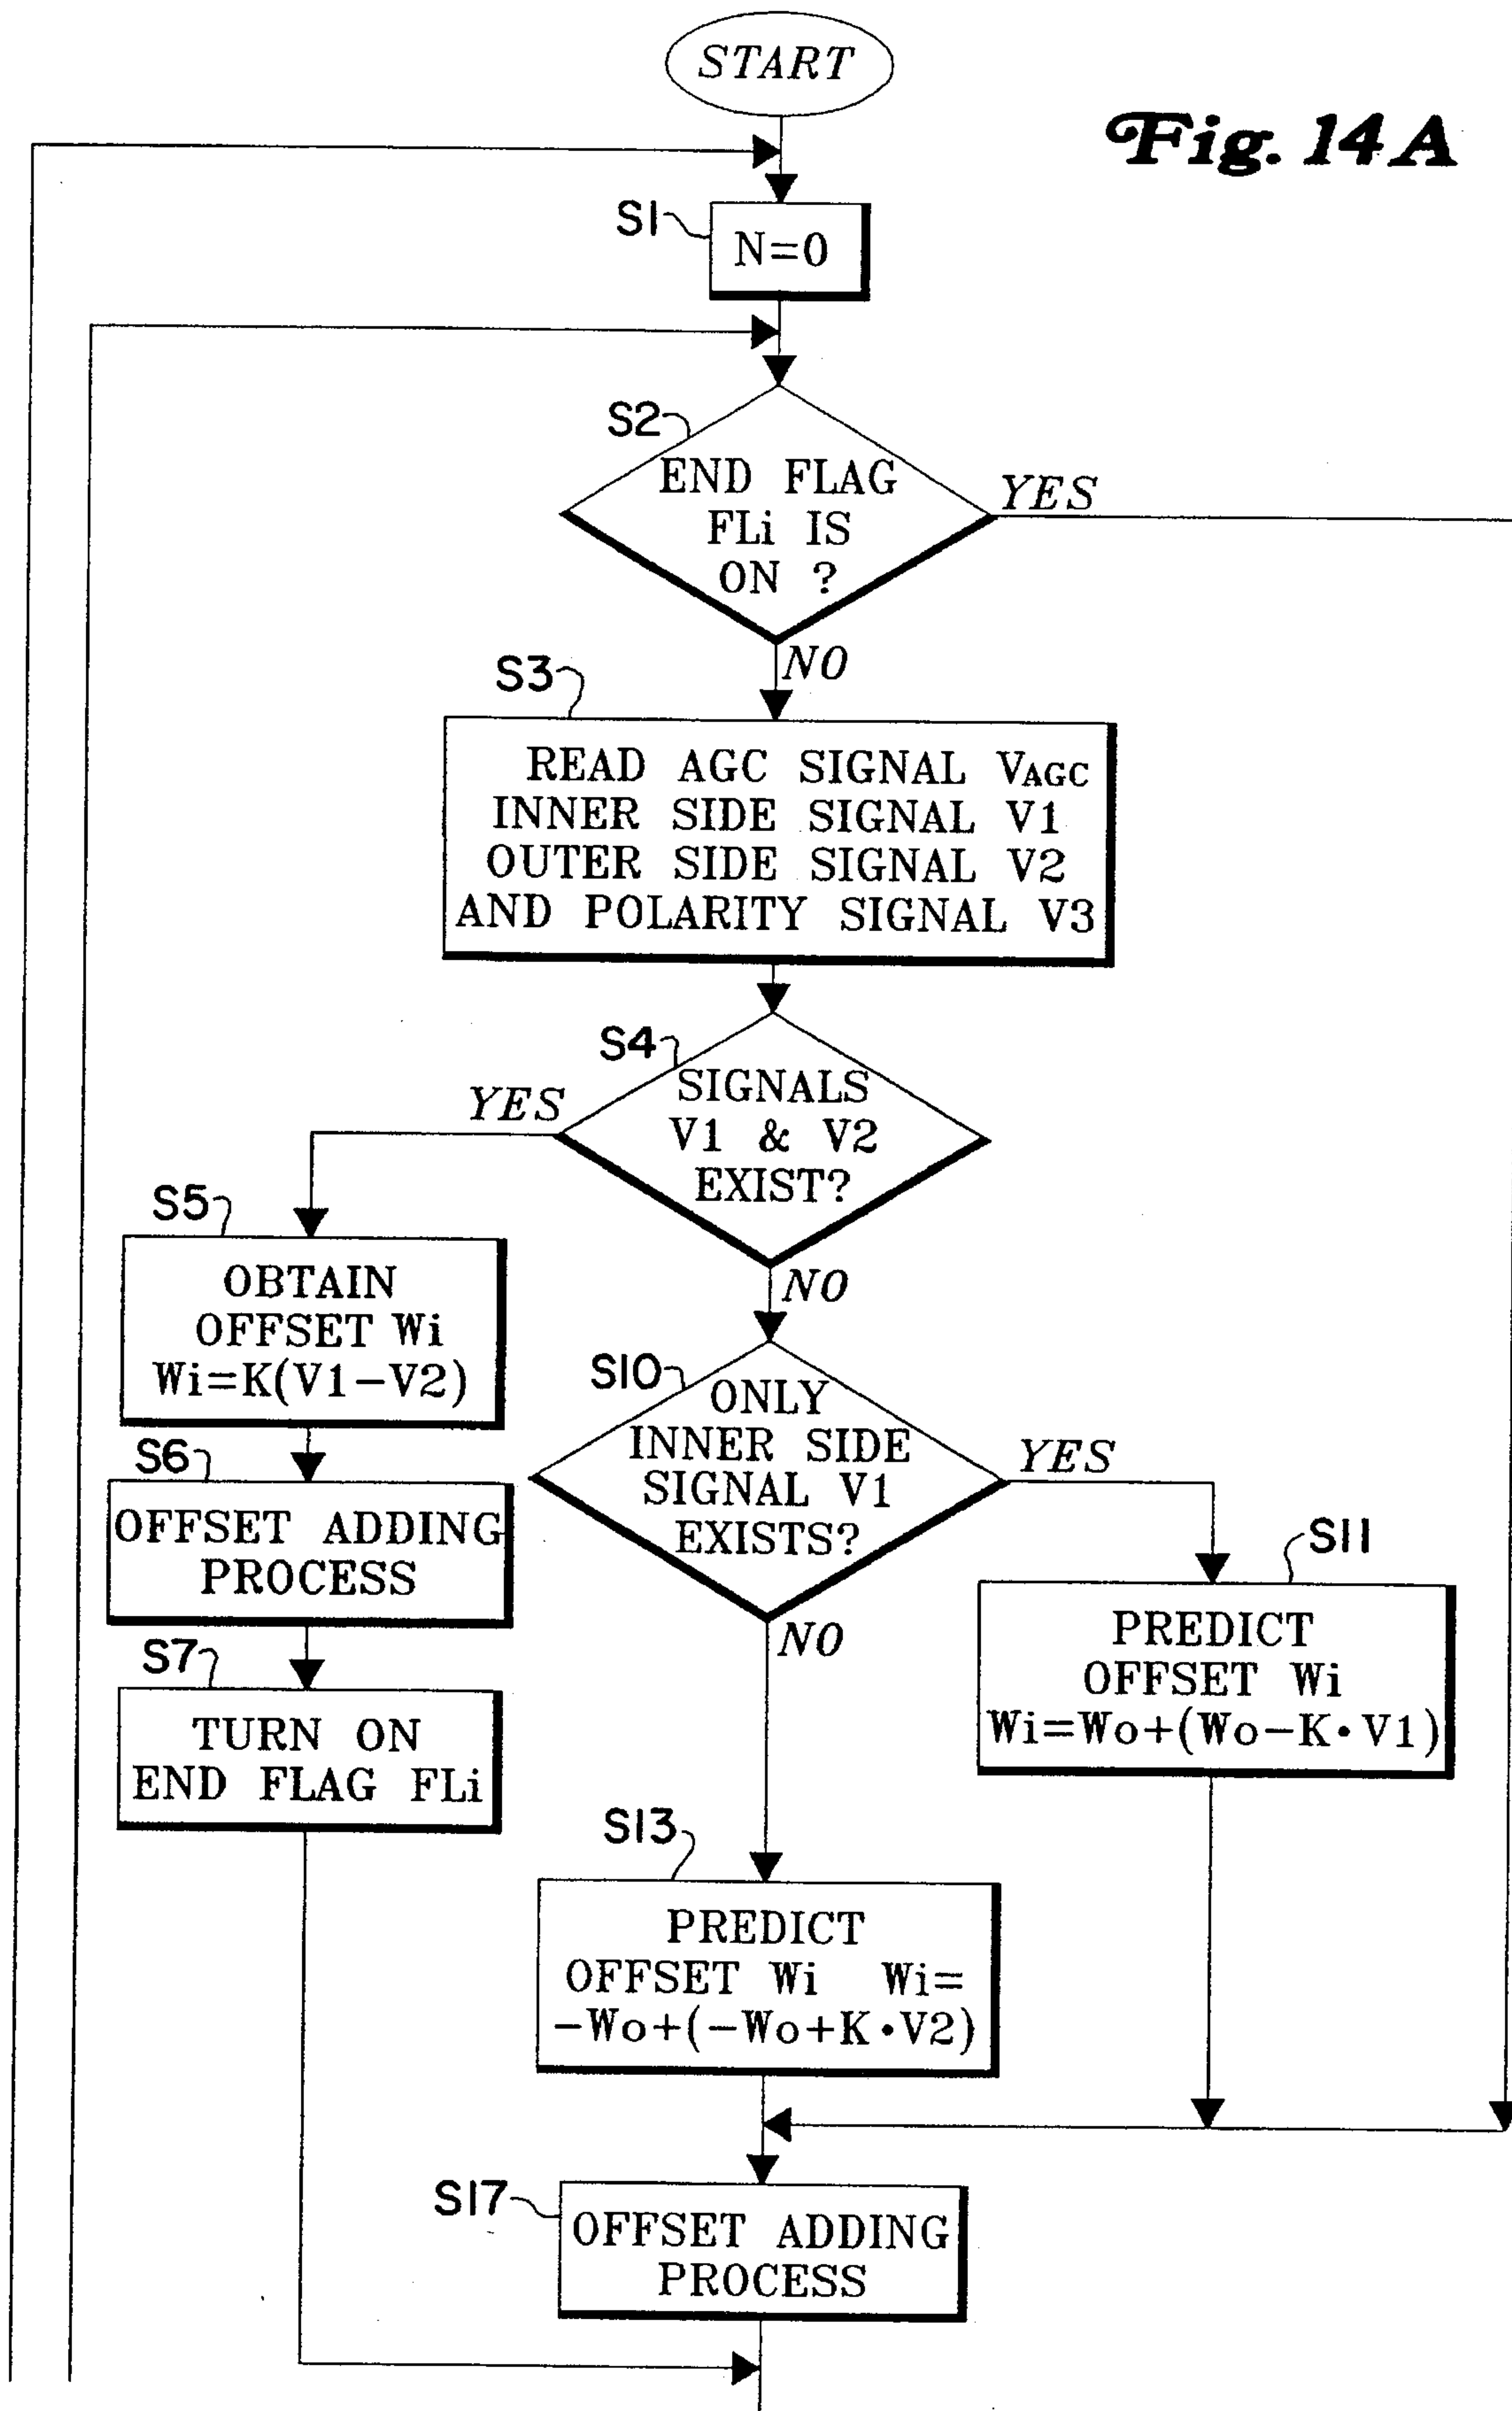 START
Fig. 14A
S1
N=0
S2
END FLAG
FLi IS
ON ?
YES
NO
S3
READ AGC SIGNAL VAGC
INNER SIDE SIGNAL V1
OUTER SIDE SIGNAL V2
AND POLARITY SIGNAL V3
S4
SIGNALS
V1 & V2
EXIST?
YES
NO
S5
OBTAIN
OFFSET Wi
Wi=K(V1-V2)
S6
OFFSET ADDING
PROCESS
S7
TURN ON
END FLAG FLi
S10
ONLY
INNER SIDE
SIGNAL V1
EXISTS?
YES
NO
S11
PREDICT
OFFSET Wi
Wi=Wo+(Wo-K·V1)
S13
PREDICT
OFFSET Wi Wi=
-Wo+(-Wo+K·V2)
S17
OFFSET ADDING
PROCESS